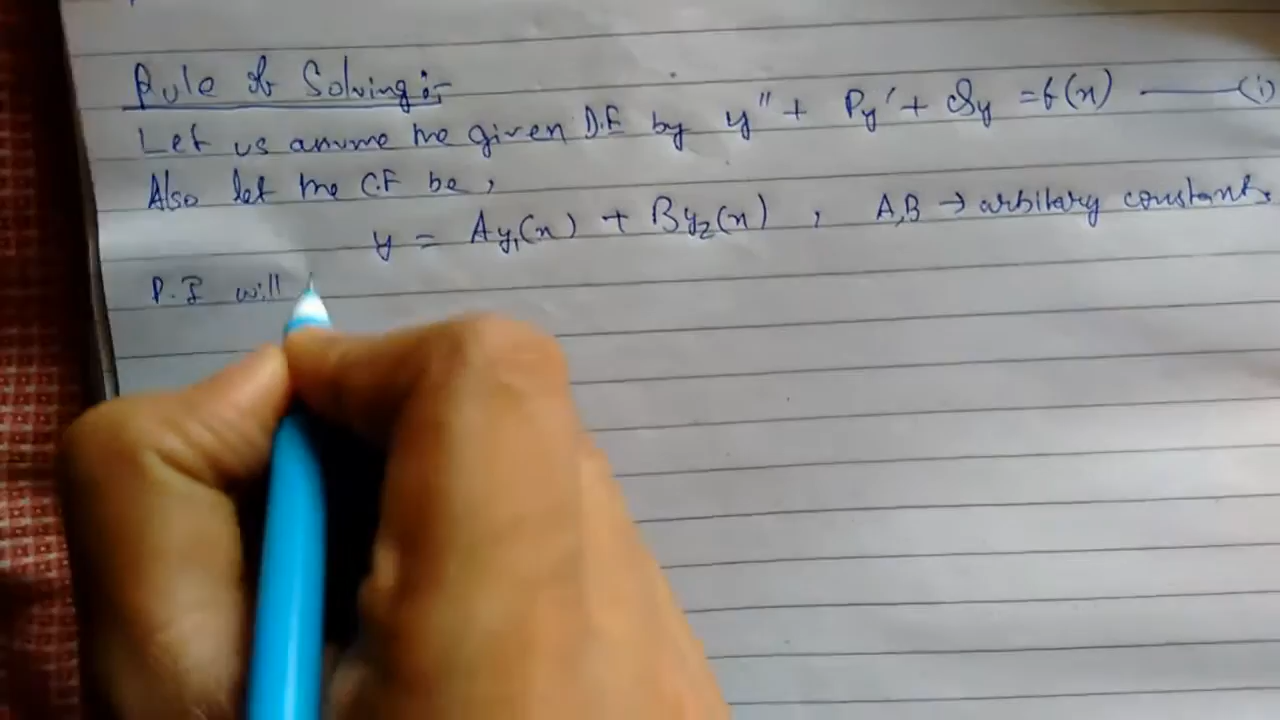 Rule of Solving :-
Let us assume the given D.E by y'' + Py' + Qy = f(x) —— (i)
Also let the C.F be,
y = Ay₁(x) + By₂(x) , A,B → arbitary constants.
P.I will